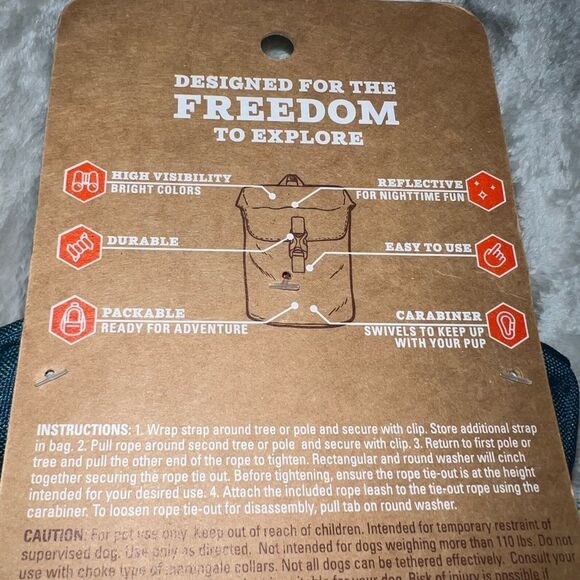 DESIGNED FOR THE
FREEDOM
TO EXPLORE
HIGH VISIBILITY
BRIGHT COLORS
REFLECTIVE
FOR NIGHTTIME FUN
DURABLE
EASY TO USE
PACKABLE
READY FOR ADVENTURE
CARABINER
SWIVELS TO KEEP UP
WITH YOUR PUP
INSTRUCTIONS: 1. Wrap strap around tree or pole and secure with clip. Store additional strap
in bag. 2. Pull rope around second tree or pole and secure with clip. 3. Return to first pole or
tree and pull the other end of the rope to tighten. Rectangular and round washer will cinch
together securing the rope tie out. Before tightening, ensure the rope tie-out is at the height
intended for your desired use. 4. Attach the included rope leash to the tie-out rope using the
carabiner. To loosen rope tie-out for disassembly, pull tab on round washer.
CAUTION: For pet use only. Keep out of reach of children. Intended for temporary restraint of
supervised dog. Use only as directed. Not intended for dogs weighing more than 110 lbs. Do not
use with choke type or martingale collars. Not all dogs can be tethered effectively. Consult your